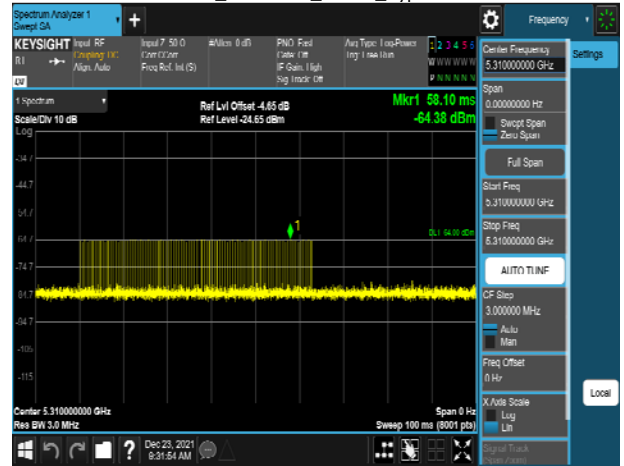 Spectrum Analyzer 1
Swept SA
+
Frequency
KEYSIGHT
Input RF
Coupling DC
Align Auto
Input Z 50 Ω
Corr CCorr
Freq Ref. Int (S)
#Atten 0 dB
PNO Fast
Gate Off
IF Gain High
Sig Track Off
Avg Type Log-Power
Trig Free Run
1 2 3 4 5 6
W W W W W W
P N N N N N
Center Frequency
5.310000000 GHz
Settings
Span
0.00000000 Hz
Swept Span
Zero Span
Full Span
Start Freq
5.310000000 GHz
Stop Freq
5.310000000 GHz
AUTO TUNE
CF Step
3.000000 MHz
Auto
Man
Freq Offset
0 Hz
X Axis Scale
Log
Lin
Signal Track
(Span Zoom)
Local
1 Spectrum
Scale/Div 10 dB
Log
Ref Lvl Offset -4.65 dB
Ref Level -24.65 dBm
Mkr1 58.10 ms
-64.38 dBm
-34.7
-44.7
-54.7
-64.7
-74.7
-84.7
-94.7
-105
-115
1
DL1 -64.00 dBm
Center 5.310000000 GHz
Res BW 3.0 MHz
Span 0 Hz
Sweep 100 ms (8001 pts)
?
Dec 23, 2021
9:31:54 AM